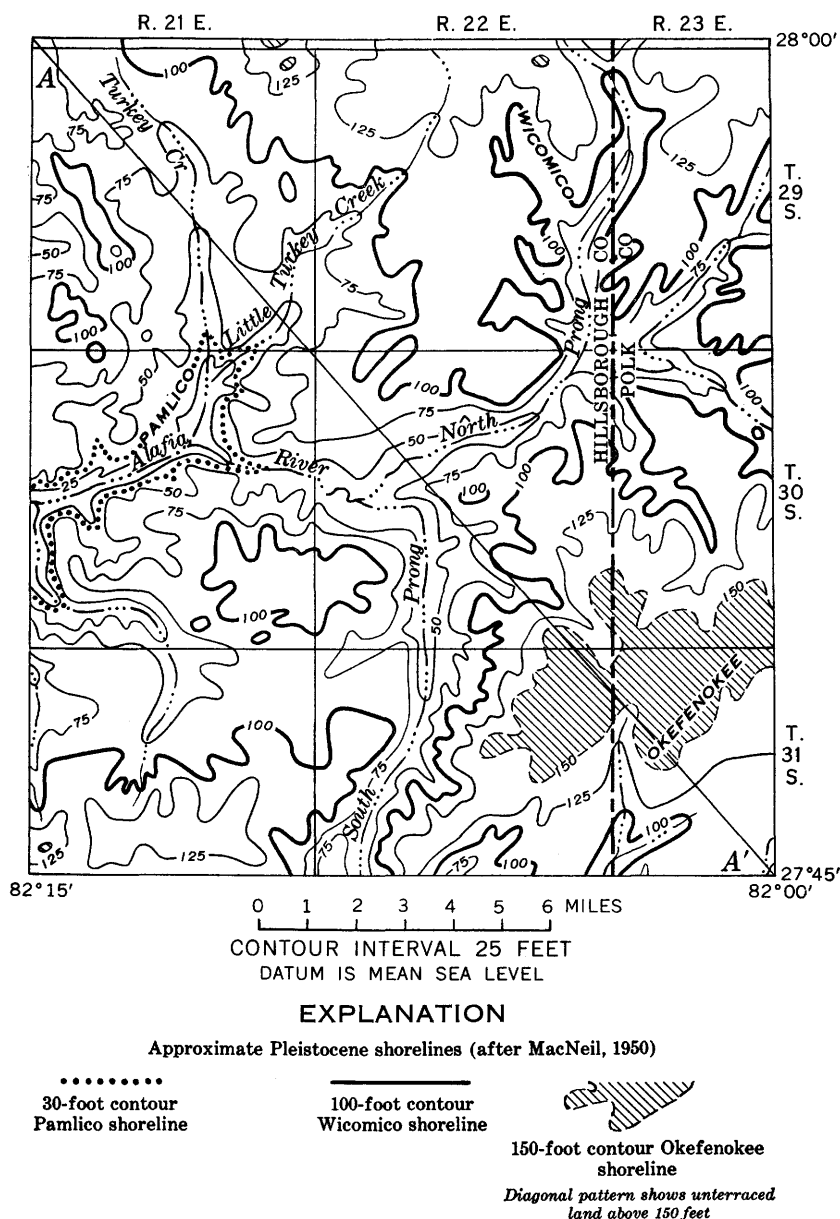 R. 21 E.
R. 22 E.
R. 23 E.
28°00'
A
100
125
Turkey
Cr
75
100
125
125
WICOMICO
T.
29
S.
75
75
50
75
100
Little
Turkey
Creek
75
100
100
75
HILLSBOROUGH CO
POLK CO
100
50
PAMLICO
Alafia
River
25
50
75
100
75
50
North
Prong
100
100
100
T.
30
S.
125
150
100
Prong
50
OKEFENOKEE
75
100
75
South
150
125
T.
31
S.
125
125
75
75
100
100
A'
27°45'
82°15'
82°00'
0 1 2 3 4 5 6 MILES
CONTOUR INTERVAL 25 FEET
DATUM IS MEAN SEA LEVEL
EXPLANATION
Approximate Pleistocene shorelines (after MacNeil, 1950)
30-foot contour
Pamlico shoreline
100-foot contour
Wicomico shoreline
150-foot contour Okefenokee
shoreline
Diagonal pattern shows unterraced
land above 150 feet